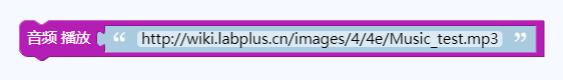 音频 播放 “ http://wiki.labplus.cn/images/4/4e/Music_test.mp3 ”